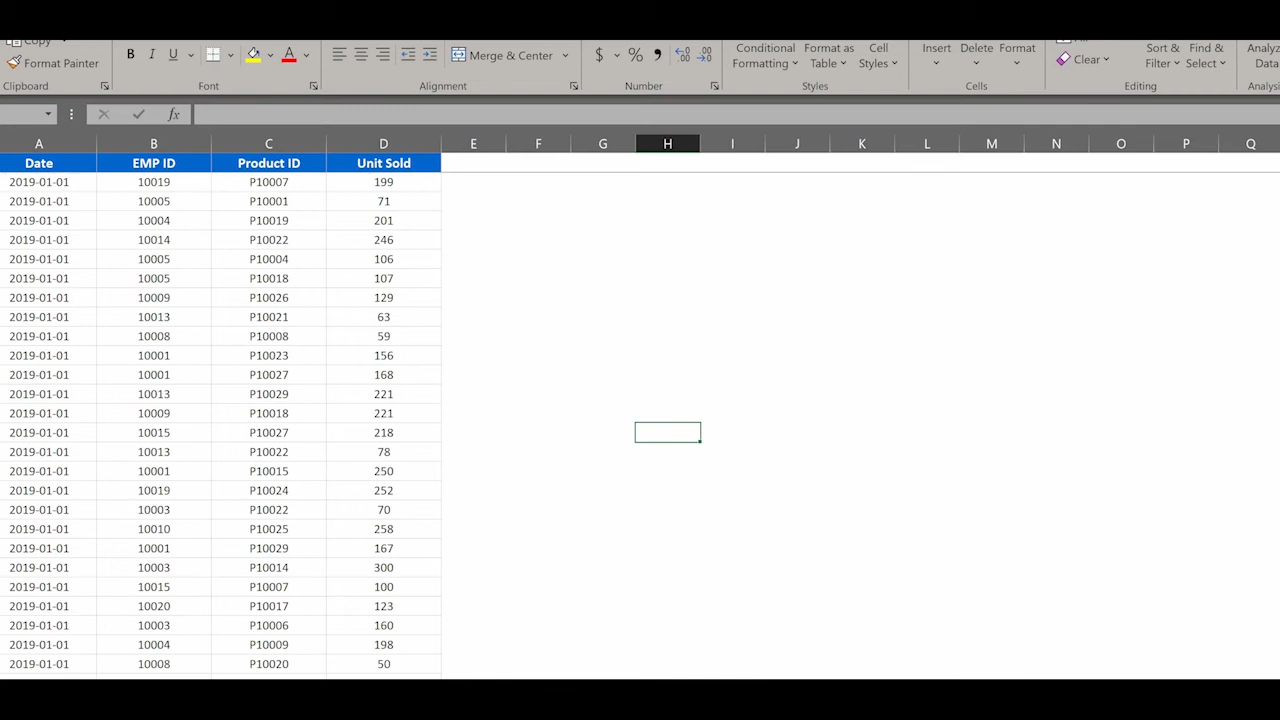 Copy
Format Painter
Clipboard
B I U A
Font
Merge & Center
Alignment
$ % , .00
Number
Conditional Formatting
Format as Table
Cell Styles
Styles
Insert Delete Format
Cells
Clear
Sort & Filter
Find & Select
Editing
Analyz
Data
Analysi
fx
A B C D E F G H I J K L M N O P Q
Date EMP ID Product ID Unit Sold
2019-01-01 10019 P10007 199
2019-01-01 10005 P10001 71
2019-01-01 10004 P10019 201
2019-01-01 10014 P10022 246
2019-01-01 10005 P10004 106
2019-01-01 10005 P10018 107
2019-01-01 10009 P10026 129
2019-01-01 10013 P10021 63
2019-01-01 10008 P10008 59
2019-01-01 10001 P10023 156
2019-01-01 10001 P10027 168
2019-01-01 10013 P10029 221
2019-01-01 10009 P10018 221
2019-01-01 10015 P10027 218
2019-01-01 10013 P10022 78
2019-01-01 10001 P10015 250
2019-01-01 10019 P10024 252
2019-01-01 10003 P10022 70
2019-01-01 10010 P10025 258
2019-01-01 10001 P10029 167
2019-01-01 10003 P10014 300
2019-01-01 10015 P10007 100
2019-01-01 10020 P10017 123
2019-01-01 10003 P10006 160
2019-01-01 10004 P10009 198
2019-01-01 10008 P10020 50